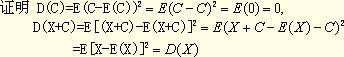 证明 D(C)=E(C-E(C))²=E(C-C)²=E(0)=0,
D(X+C)=E[(X+C)-E(X+C)]²=E(X+C-E(X)-C)²
=E[X-E(X)]²=D(X)